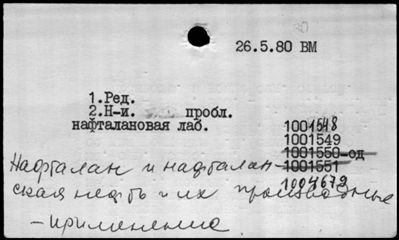 26.5.80 ВМ
1.Ред.
2.Н-и. пробл.
нафталановая лаб.
1001548
1001549
1001550-од
1001551
1004679
Нафталан и нафталан-
ская нефть и их производные
- применение